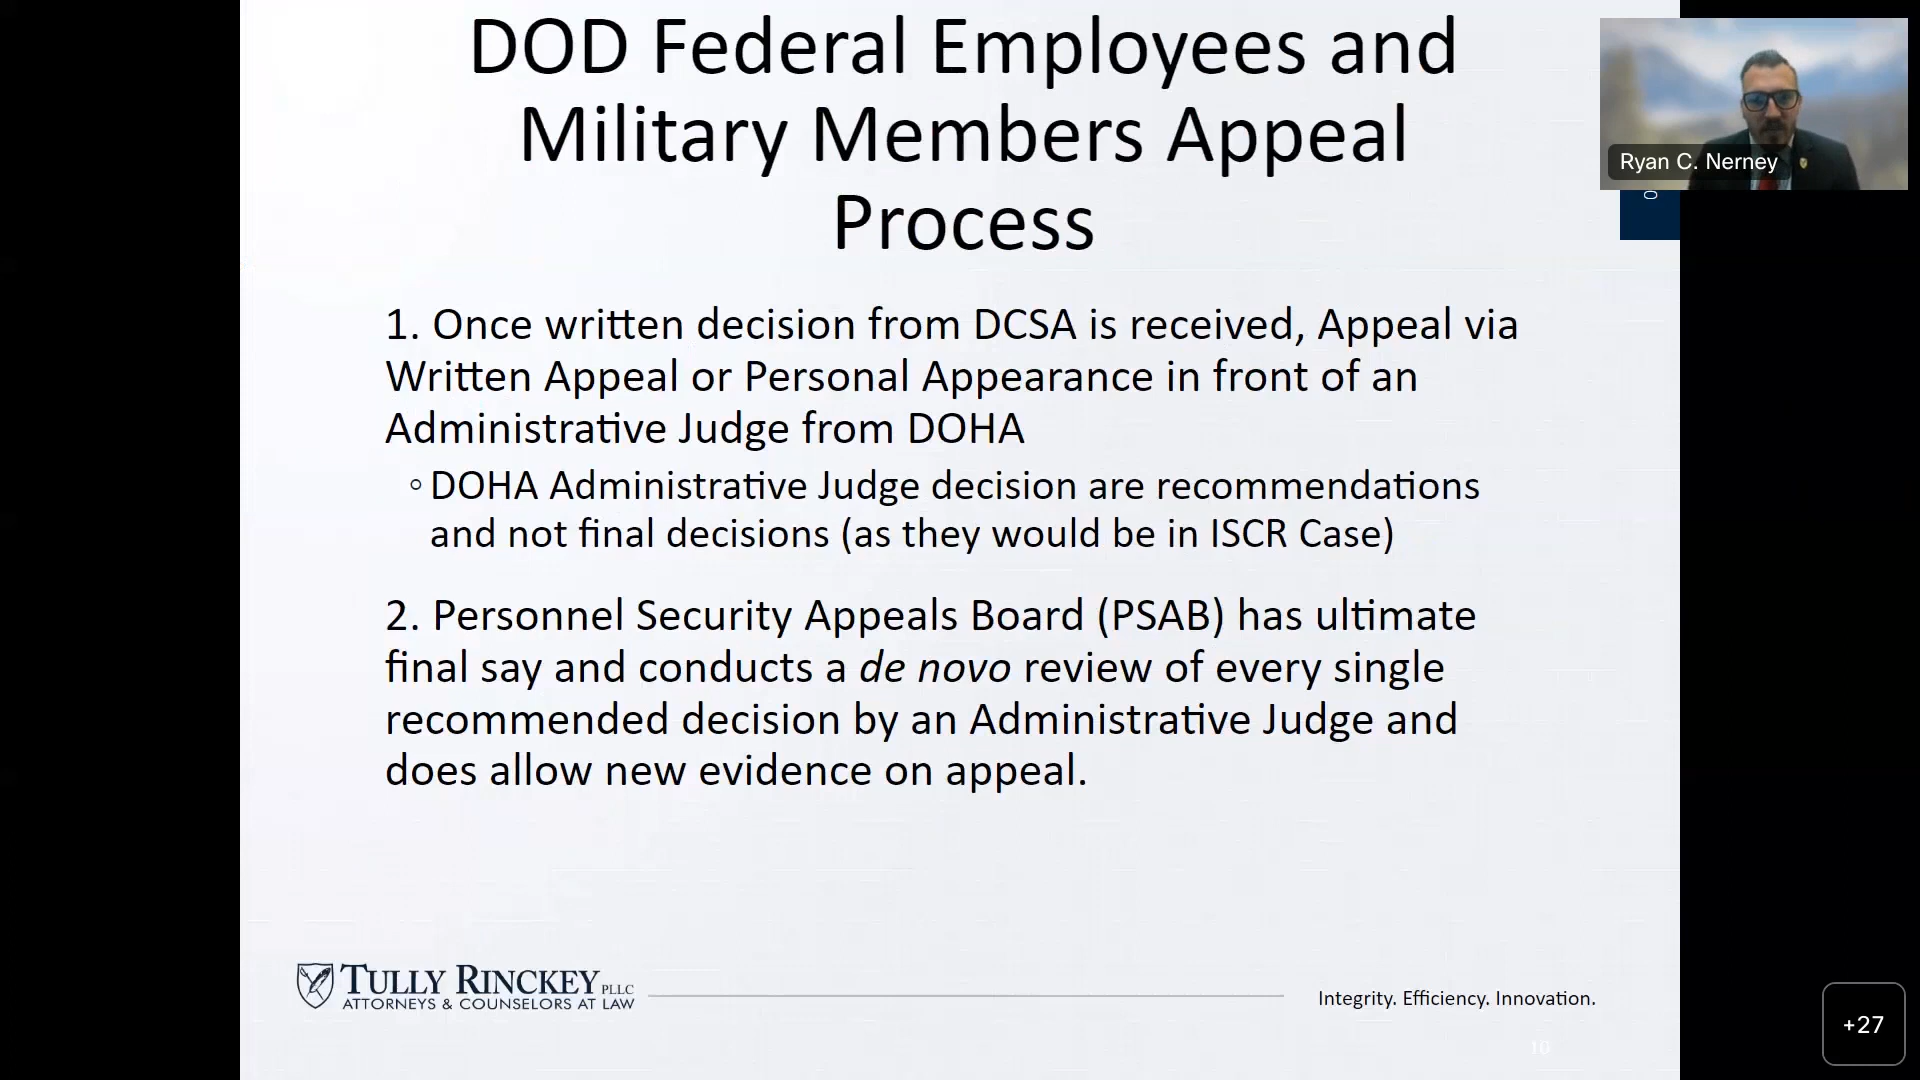 DOD Federal Employees and
Military Members Appeal
Process
Ryan C. Nerney
0
1. Once written decision from DCSA is received, Appeal via
Written Appeal or Personal Appearance in front of an
Administrative Judge from DOHA
◦ DOHA Administrative Judge decision are recommendations
and not final decisions (as they would be in ISCR Case)
2. Personnel Security Appeals Board (PSAB) has ultimate
final say and conducts a de novo review of every single
recommended decision by an Administrative Judge and
does allow new evidence on appeal.
TULLY RINCKEY PLLC
ATTORNEYS & COUNSELORS AT LAW
Integrity. Efficiency. Innovation.
10
+27